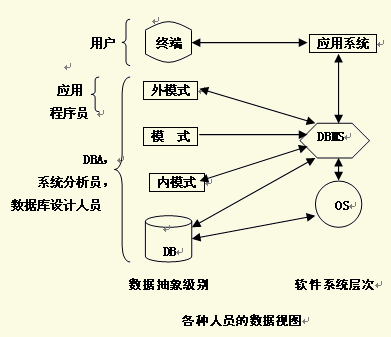 用户
终端
应用系统
应用
程序员
外模式
模 式
DBMS
DBA，
系统分析员，
数据库设计人员
内模式
OS
DB
数据抽象级别
软件系统层次
各种人员的数据视图